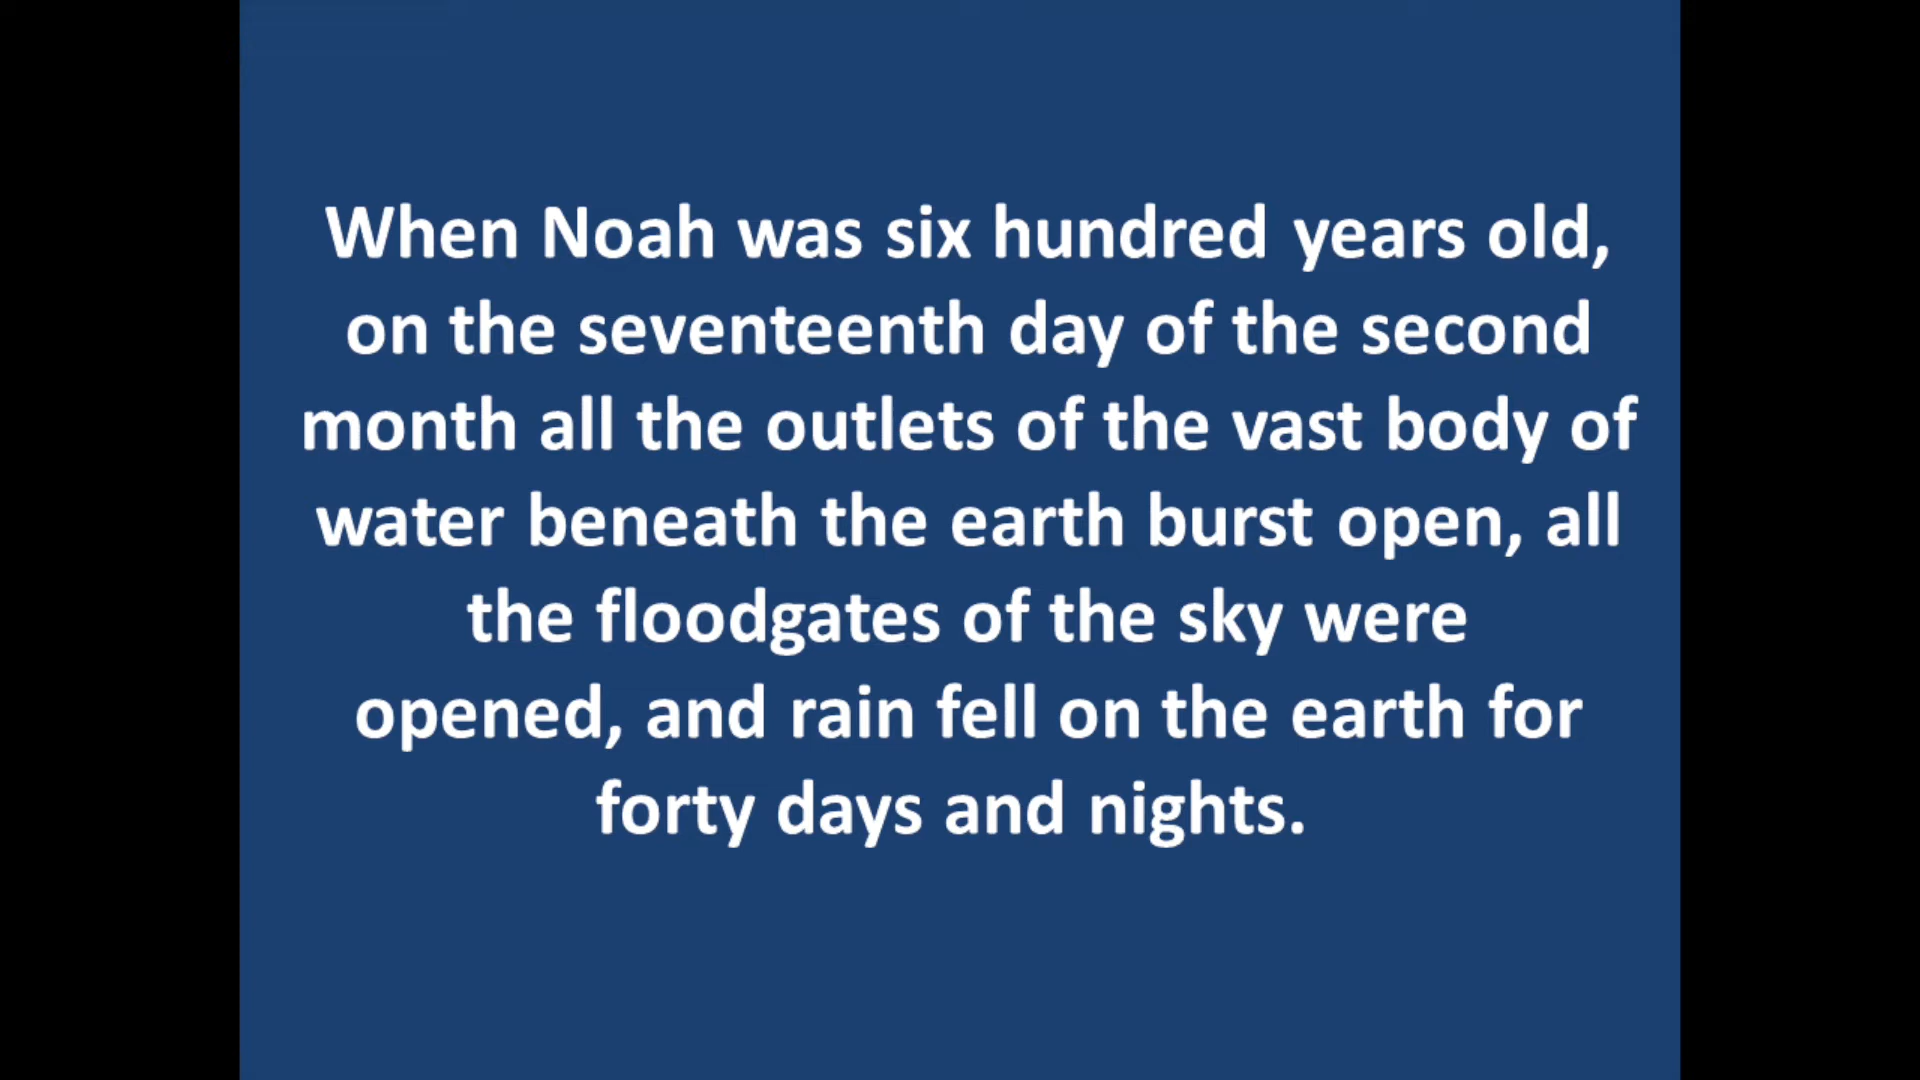 When Noah was six hundred years old,
on the seventeenth day of the second
month all the outlets of the vast body of
water beneath the earth burst open, all
the floodgates of the sky were
opened, and rain fell on the earth for
forty days and nights.